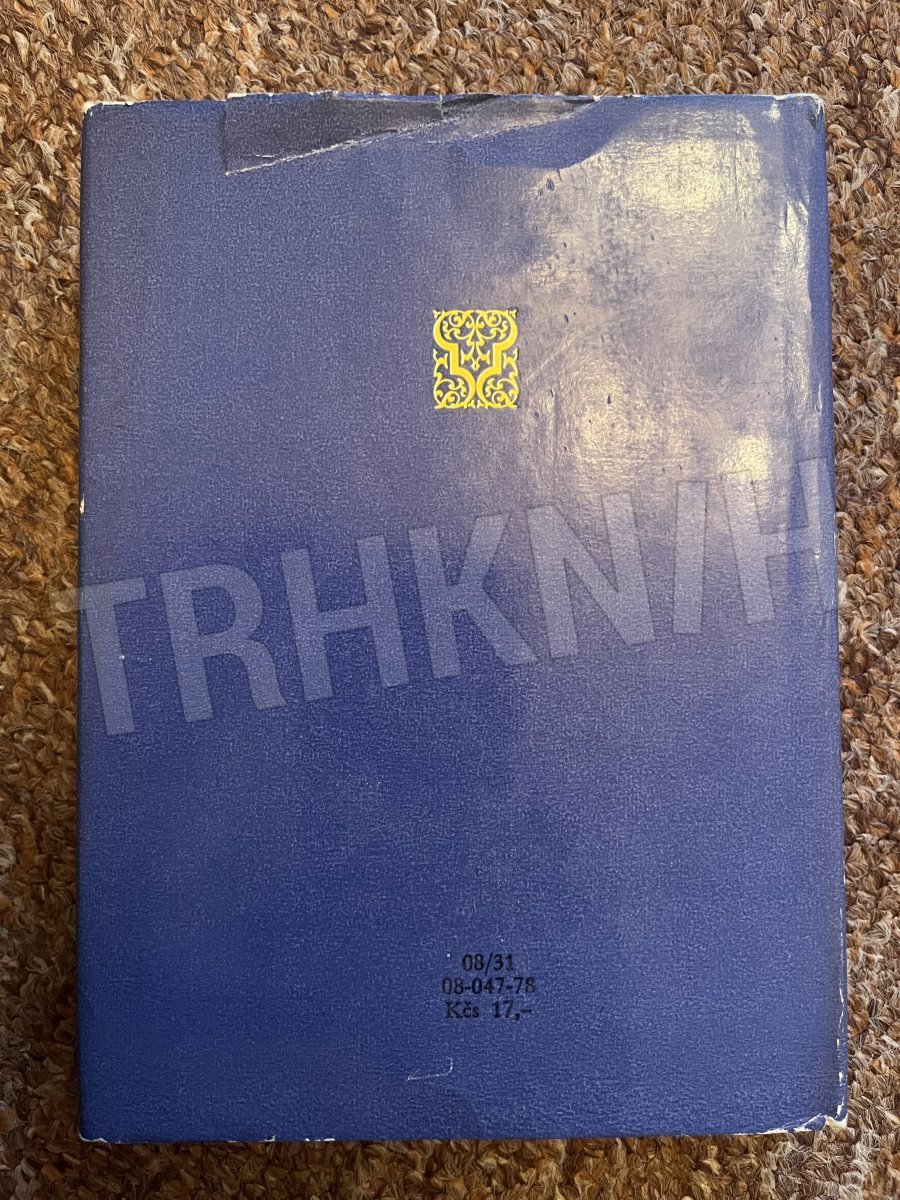 TRHKNIH
08/31
08-047-78
Kčs 17,-